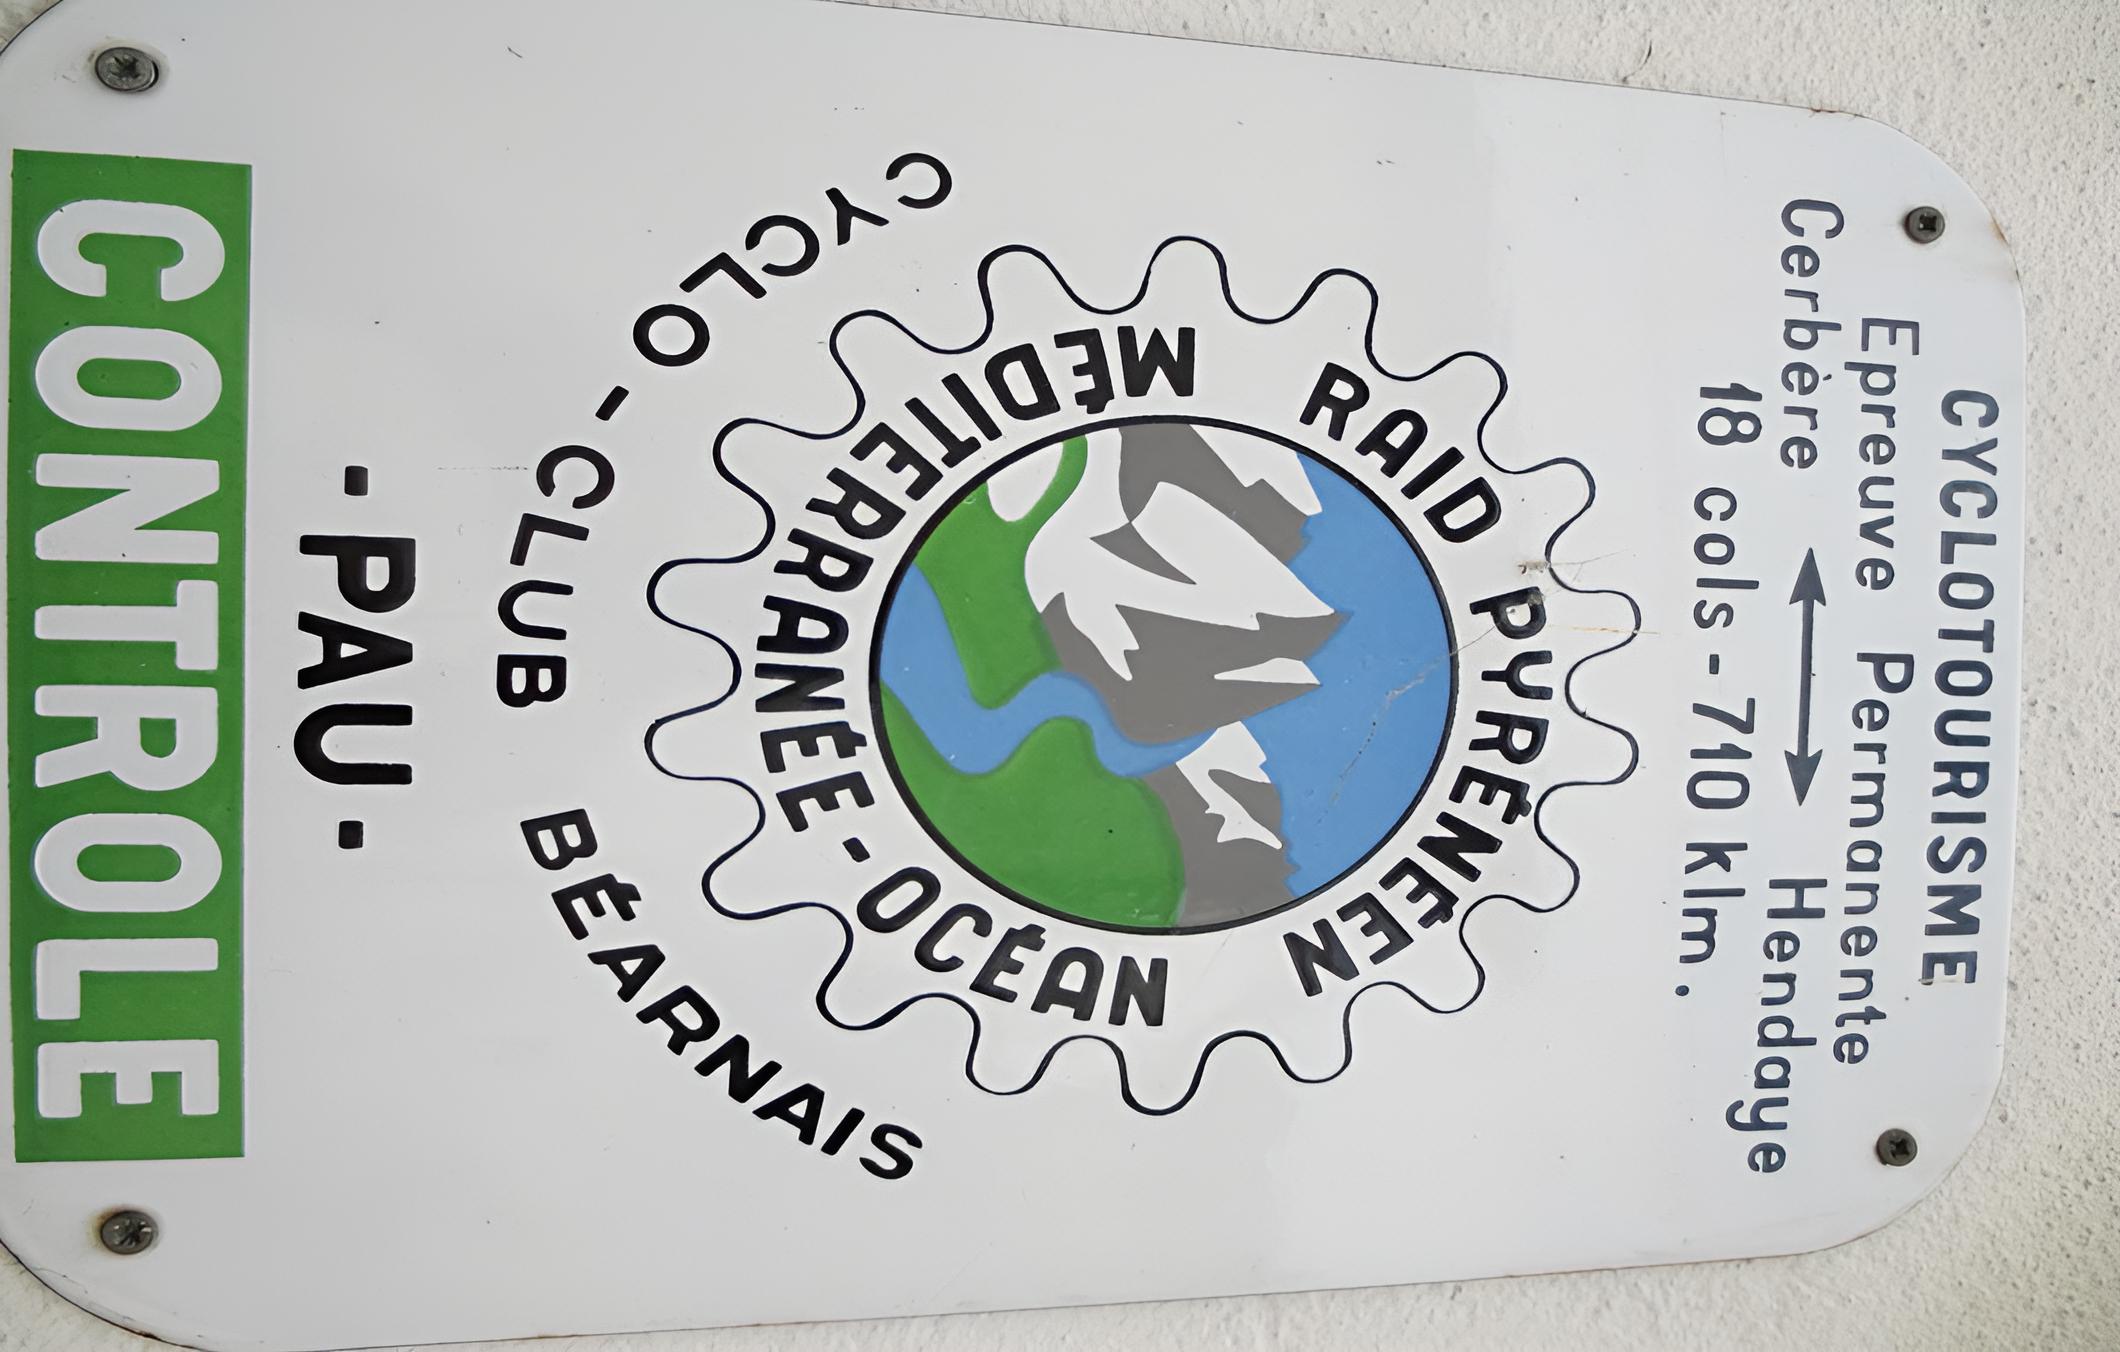 CYCLOTOURISME
Epreuve Permanente
Cerbère ↔ Hendaye
18 cols - 710 klm.
RAID PYRÉNÉEN
MÉDITERRANÉE - OCÉAN
CYCLO - CLUB BÉARNAIS
- PAU -
CONTROLE